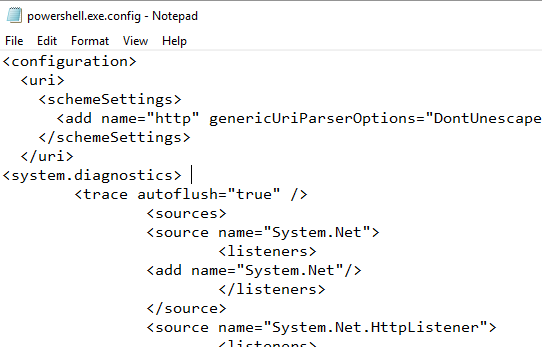 powershell.exe.config - Notepad
File Edit Format View Help
<configuration>
<uri>
<schemeSettings>
<add name="http" genericUriParserOptions="DontUnescape
</schemeSettings>
</uri>
<system.diagnostics>
<trace autoflush="true" />
<sources>
<source name="System.Net">
<listeners>
<add name="System.Net"/>
</listeners>
</source>
<source name="System.Net.HttpListener">
<listeners>